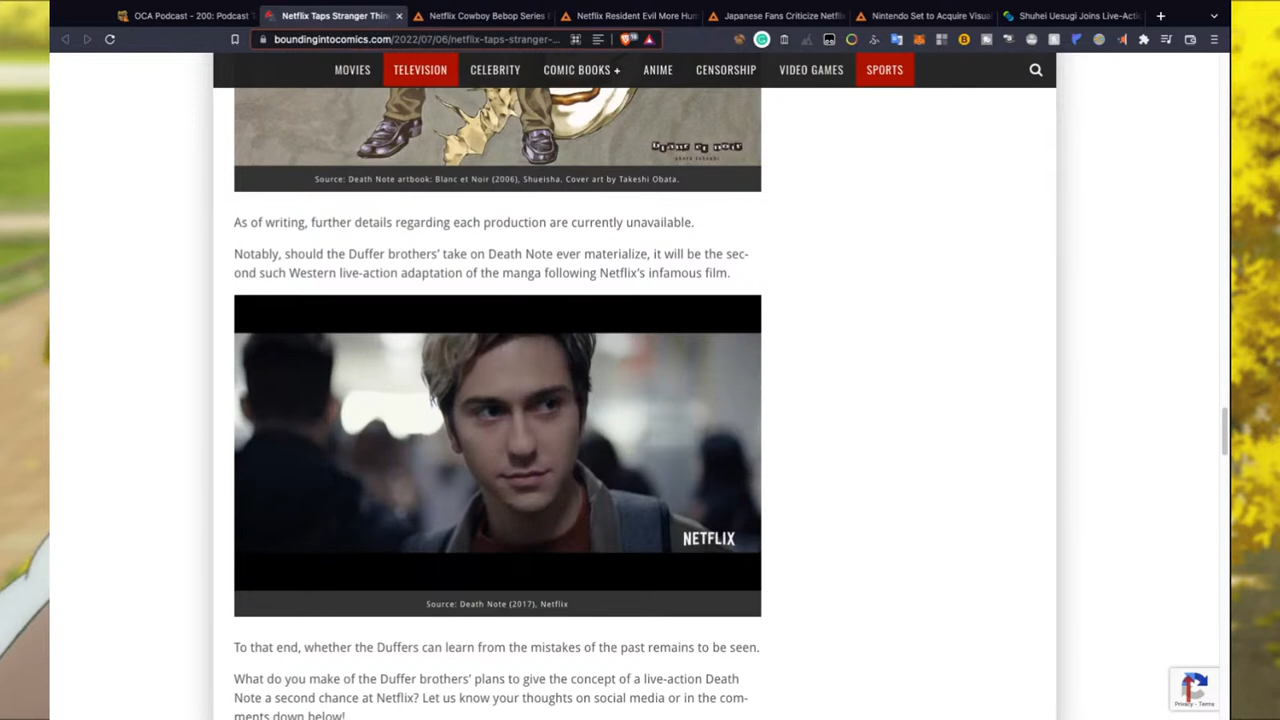 OCA Podcast - 200: Podcast
Netflix Taps Stranger Thin
Netflix Cowboy Bebop Series
Netflix Resident Evil More Hum
Japanese Fans Criticize Netfli
Nintendo Set to Acquire Visua
Shuhei Uesugi Joins Live-Acti
boundingintocomics.com/2022/07/06/netflix-taps-stranger-...
MOVIES
TELEVISION
CELEBRITY
COMIC BOOKS +
ANIME
CENSORSHIP
VIDEO GAMES
SPORTS
blanc et noir
Source: Death Note artbook: Blanc et Noir (2006), Shueisha. Cover art by Takeshi Obata.
As of writing, further details regarding each production are currently unavailable.
Notably, should the Duffer brothers' take on Death Note ever materialize, it will be the sec-
ond such Western live-action adaptation of the manga following Netflix's infamous film.
NETFLIX
Source: Death Note (2017), Netflix
To that end, whether the Duffers can learn from the mistakes of the past remains to be seen.
What do you make of the Duffer brothers' plans to give the concept of a live-action Death
Note a second chance at Netflix? Let us know your thoughts on social media or in the com-
ments down below!
Privacy - Terms